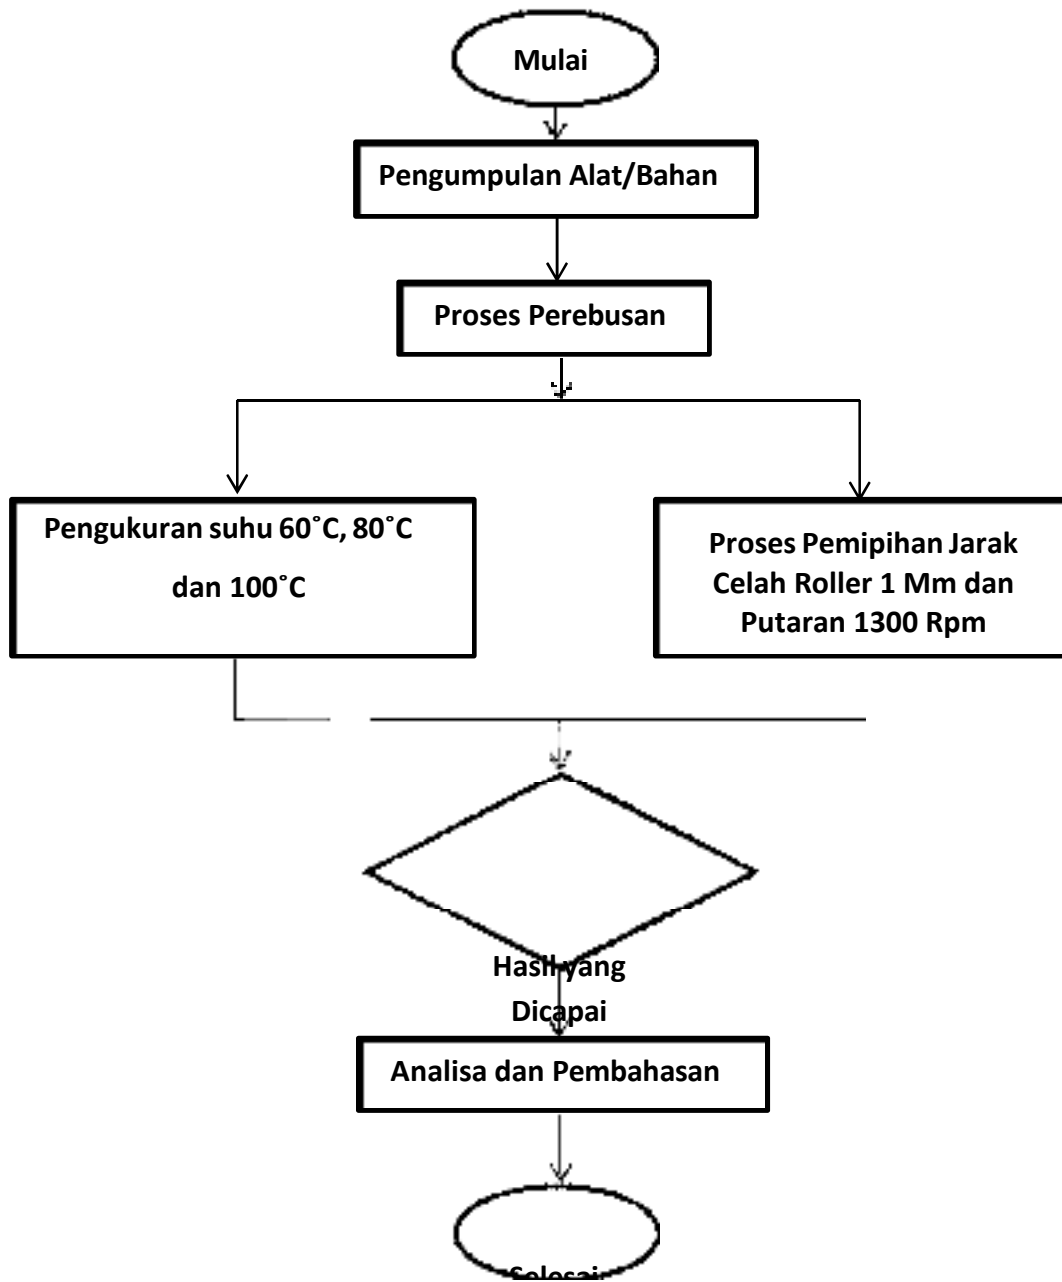 Mulai
Pengumpulan Alat/Bahan
Proses Perebusan
Pengukuran suhu 60˚C, 80˚C
dan 100˚C
Proses Pemipihan Jarak
Celah Roller 1 Mm dan
Putaran 1300 Rpm
Hasil yang
Dicapai
Analisa dan Pembahasan
Selesai